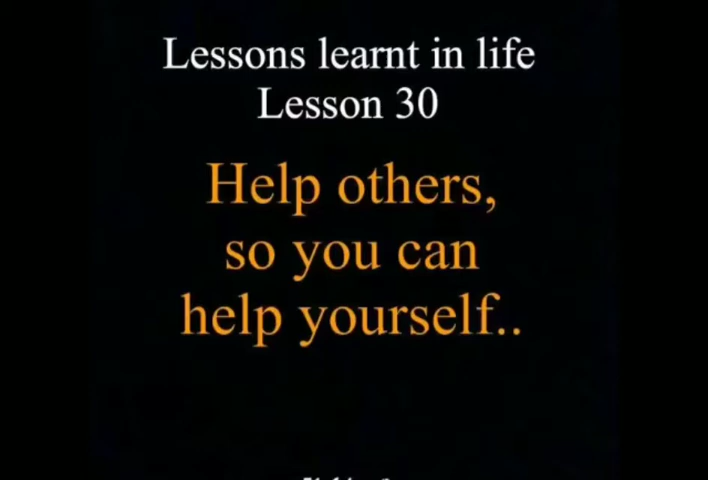 Lessons learnt in life
Lesson 30
Help others,
so you can
help yourself..